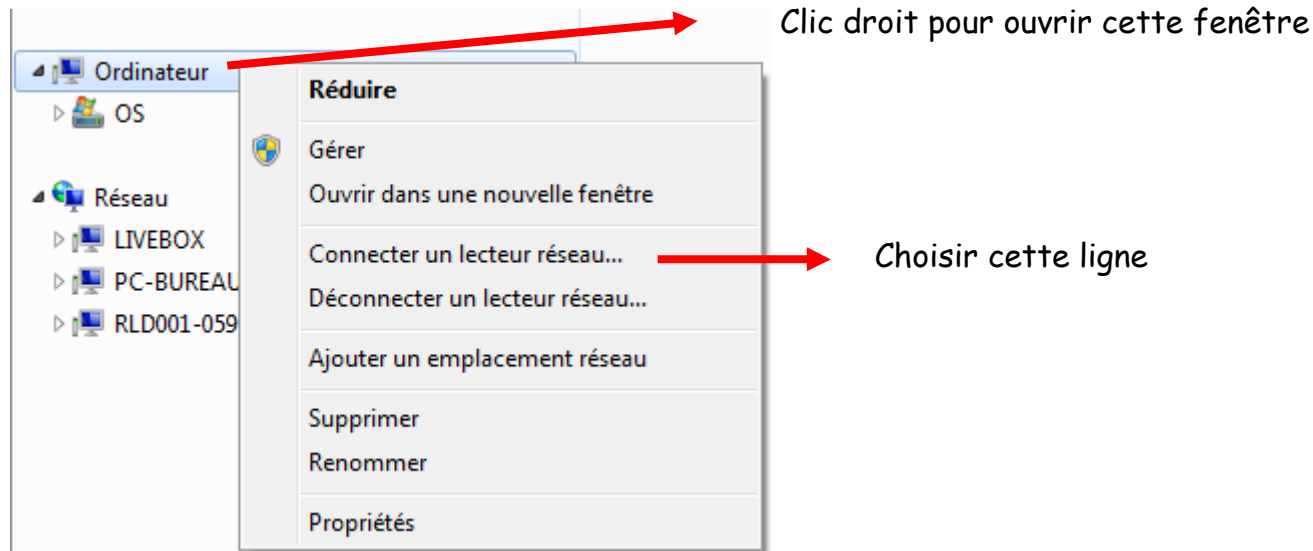 Clic droit pour ouvrir cette fenêtre
Ordinateur
OS
Réseau
LIVEBOX
PC-BUREAU
RLD001-059
Réduire
Gérer
Ouvrir dans une nouvelle fenêtre
Connecter un lecteur réseau...
Choisir cette ligne
Déconnecter un lecteur réseau...
Ajouter un emplacement réseau
Supprimer
Renommer
Propriétés